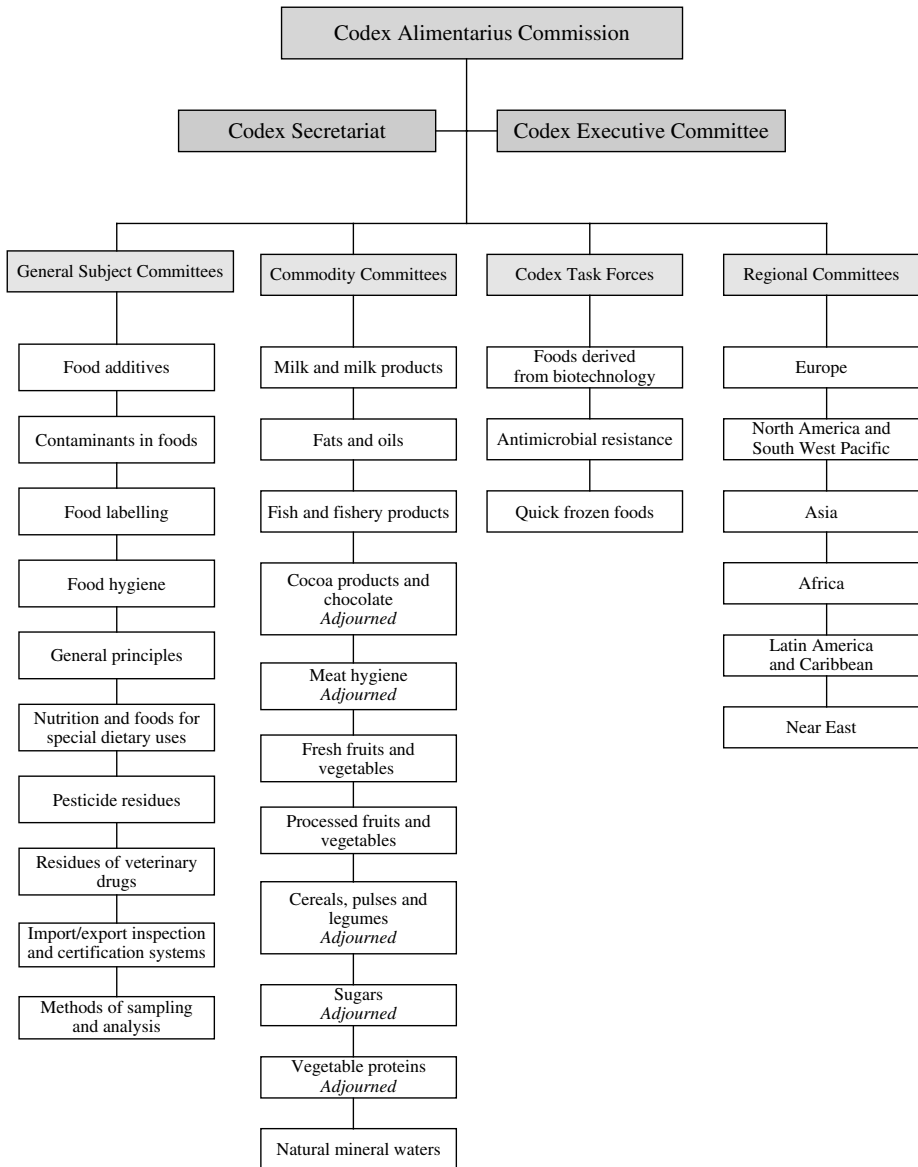 Codex Alimentarius Commission
Codex Secretariat
Codex Executive Committee
General Subject Committees
Food additives
Contaminants in foods
Food labelling
Food hygiene
General principles
Nutrition and foods for
special dietary uses
Pesticide residues
Residues of veterinary
drugs
Import/export inspection
and certification systems
Methods of sampling
and analysis
Commodity Committees
Milk and milk products
Fats and oils
Fish and fishery products
Cocoa products and
chocolate
Adjourned
Meat hygiene
Adjourned
Fresh fruits and
vegetables
Processed fruits and
vegetables
Cereals, pulses and
legumes
Adjourned
Sugars
Adjourned
Vegetable proteins
Adjourned
Natural mineral waters
Codex Task Forces
Foods derived
from biotechnology
Antimicrobial resistance
Quick frozen foods
Regional Committees
Europe
North America and
South West Pacific
Asia
Africa
Latin America
and Caribbean
Near East